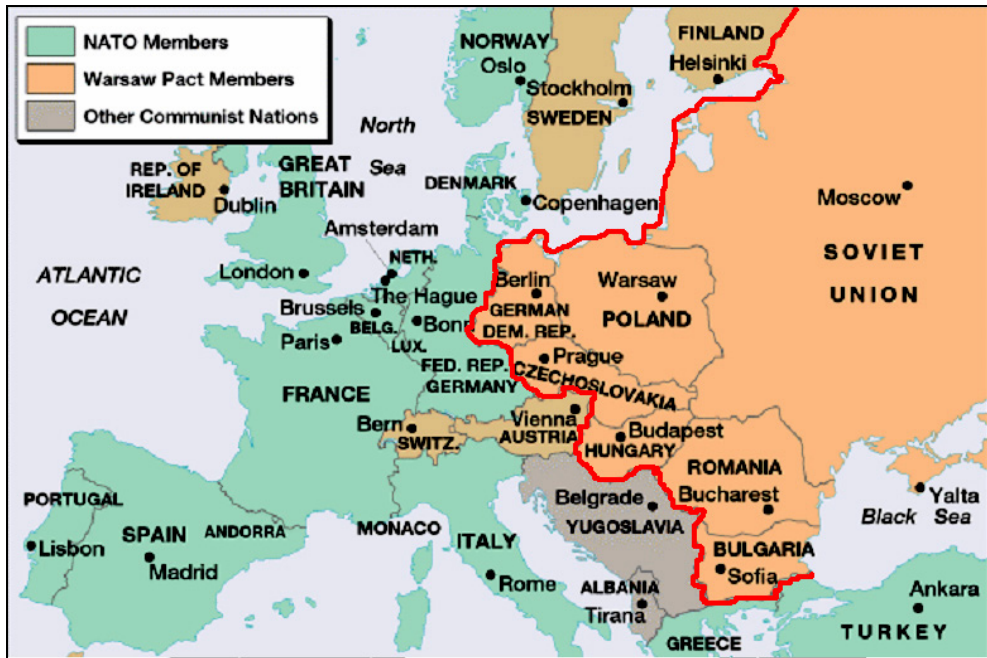 NATO Members
Warsaw Pact Members
Other Communist Nations
NORWAY
Oslo
FINLAND
Helsinki
Stockholm
SWEDEN
North
Sea
REP. OF
IRELAND
Dublin
GREAT
BRITAIN
DENMARK
Copenhagen
Moscow
SOVIET
UNION
Amsterdam
NETH.
London
The Hague
ATLANTIC
OCEAN
Brussels
BELG.
Bonn
LUX.
Paris
FED. REP.
GERMANY
Berlin
GERMAN
DEM. REP.
Warsaw
POLAND
Prague
CZECHOSLOVAKIA
FRANCE
Bern
SWITZ.
Vienna
AUSTRIA
Budapest
HUNGARY
ROMANIA
Bucharest
Belgrade
YUGOSLAVIA
Yalta
Black Sea
PORTUGAL
Lisbon
SPAIN
Madrid
ANDORRA
MONACO
ITALY
Rome
BULGARIA
Sofia
ALBANIA
Tirana
GREECE
Ankara
TURKEY